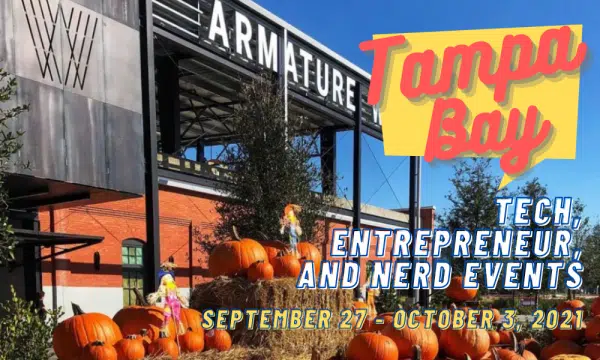 W
ARMATURE W
Tampa
Bay
TECH,
ENTREPRENEUR,
AND NERD EVENTS
SEPTEMBER 27 - OCTOBER 3, 2021